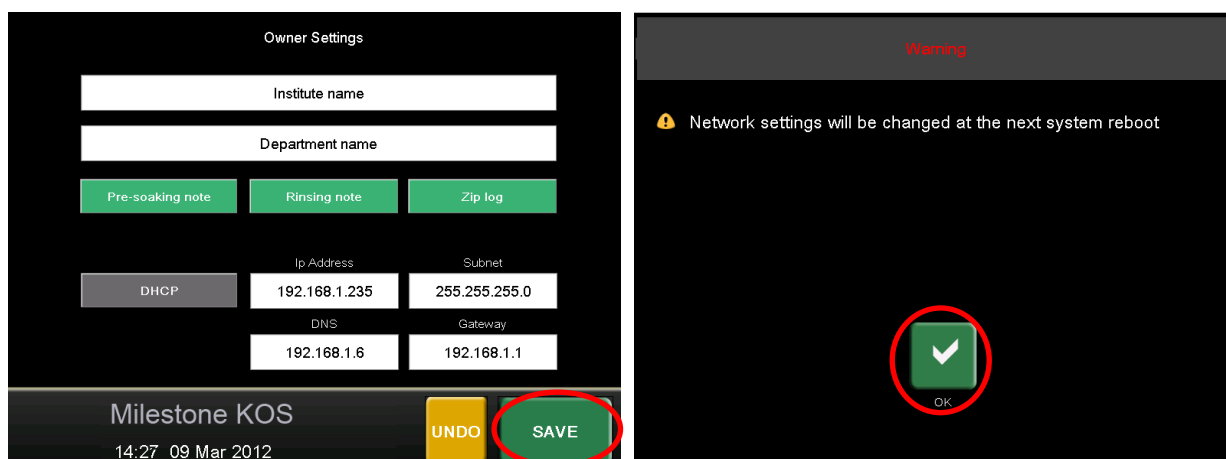 Owner Settings
Institute name
Department name
Pre-soaking note Rinsing note Zip log
Ip Address Subnet
DHCP 192.168.1.235 255.255.255.0
DNS Gateway
192.168.1.6 192.168.1.1
Milestone KOS
UNDO SAVE
14:27 09 Mar 2012
Warning
Network settings will be changed at the next system reboot
OK